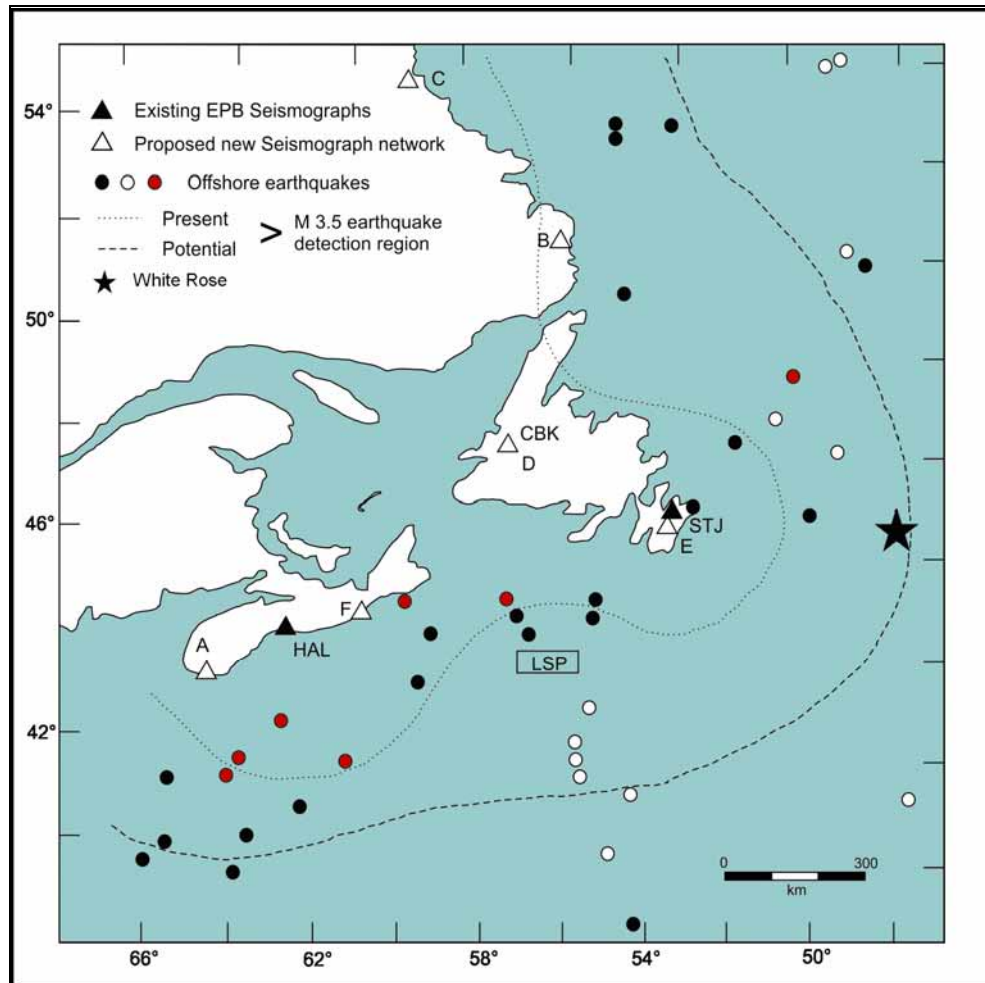 54°
50°
46°
42°
Existing EPB Seismographs
Proposed new Seismograph network
Offshore earthquakes
Present
Potential
> M 3.5 earthquake
detection region
White Rose
C
B
CBK
D
STJ
E
F
A
HAL
LSP
0 300
km
66° 62° 58° 54° 50°